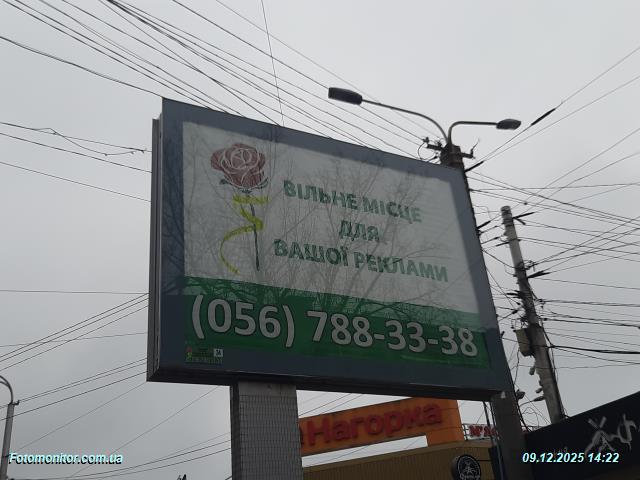 ВІЛЬНЕ МІСЦЕ
ДЛЯ
ВАШОЇ РЕКЛАМИ
(056) 788-33-38
Нагорка
Fotomonitor.com.ua
09.12.2025 14:22